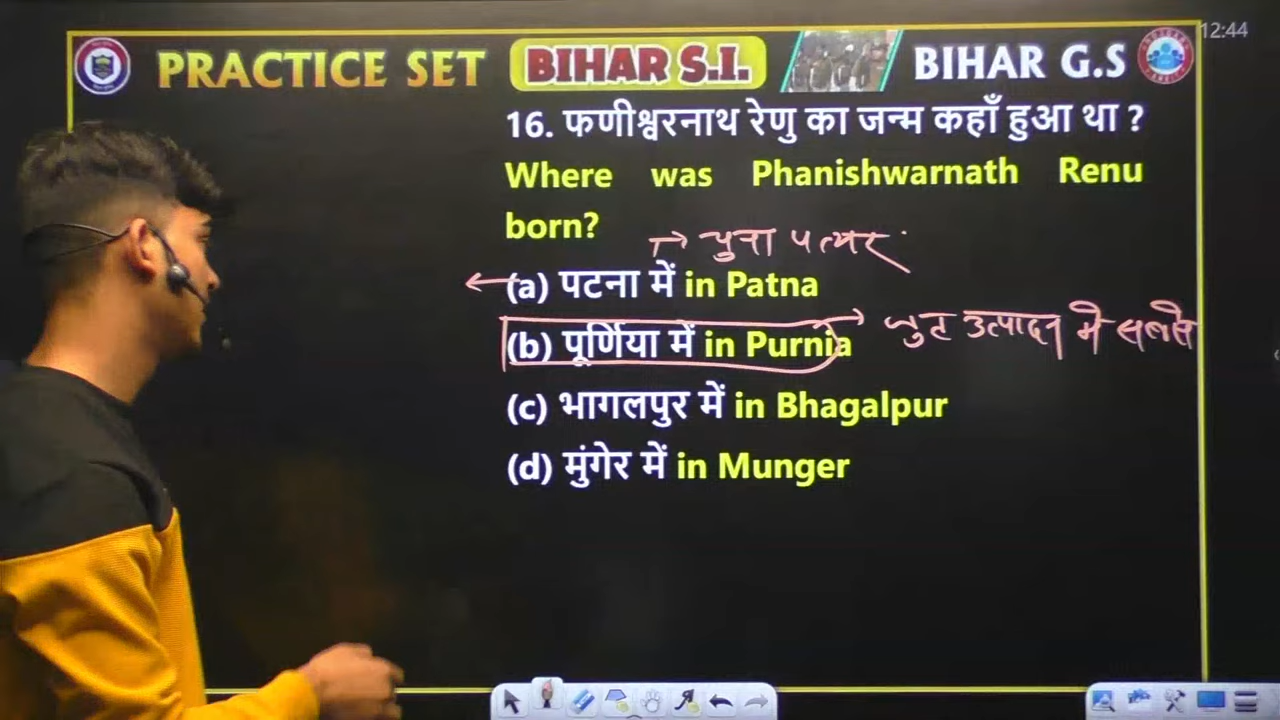 12:44
PRACTICE SET BIHAR S.I. BIHAR G.S
16. फणीश्वरनाथ रेणु का जन्म कहाँ हुआ था ?
Where was Phanishwarnath Renu
born?
चुना पत्थर
(a) पटना में in Patna
(b) पूर्णिया में in Purnia
जुट उत्पादन में सबसे
(c) भागलपुर में in Bhagalpur
(d) मुंगेर में in Munger